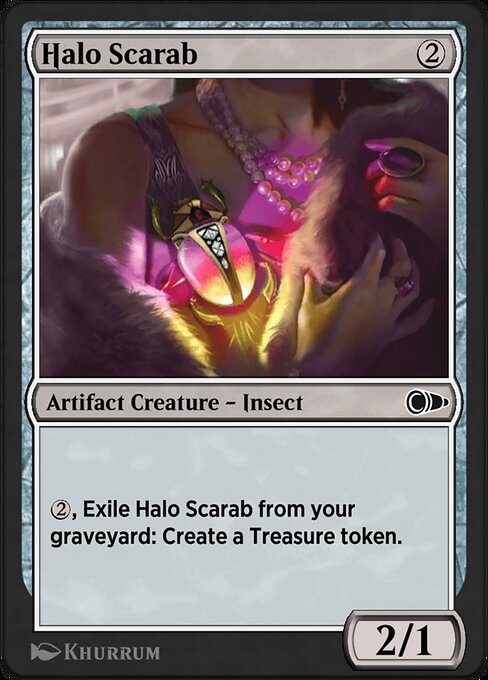 Halo Scarab 2
Artifact Creature – Insect
2, Exile Halo Scarab from your
graveyard: Create a Treasure token.
2/1
Khurrum